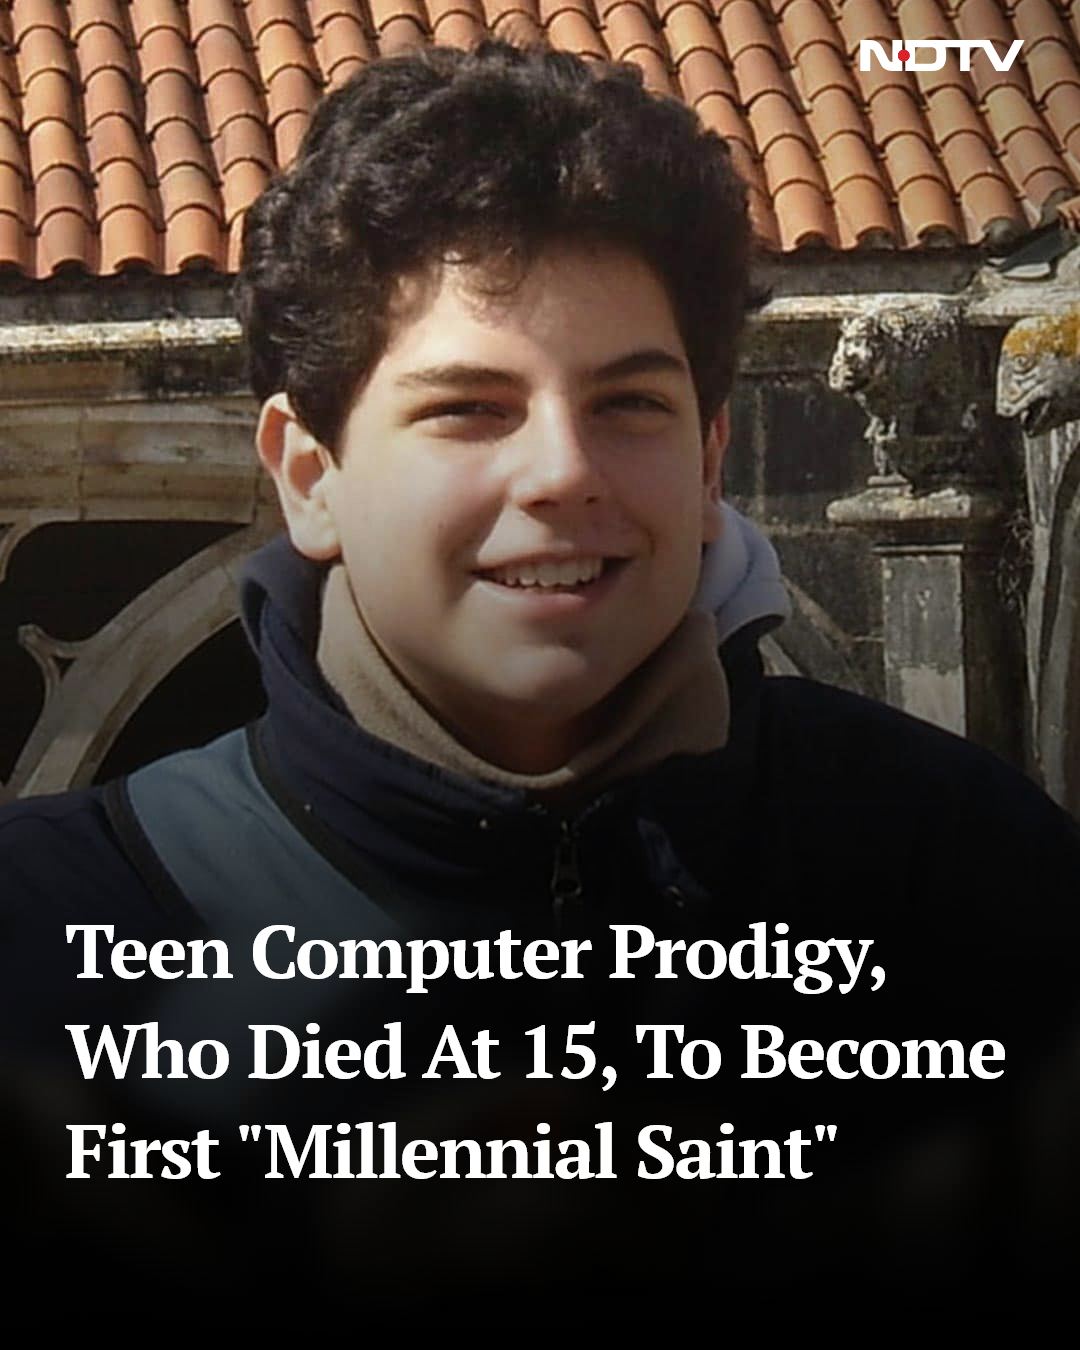 NDTV
Teen Computer Prodigy,
Who Died At 15, To Become
First "Millennial Saint"